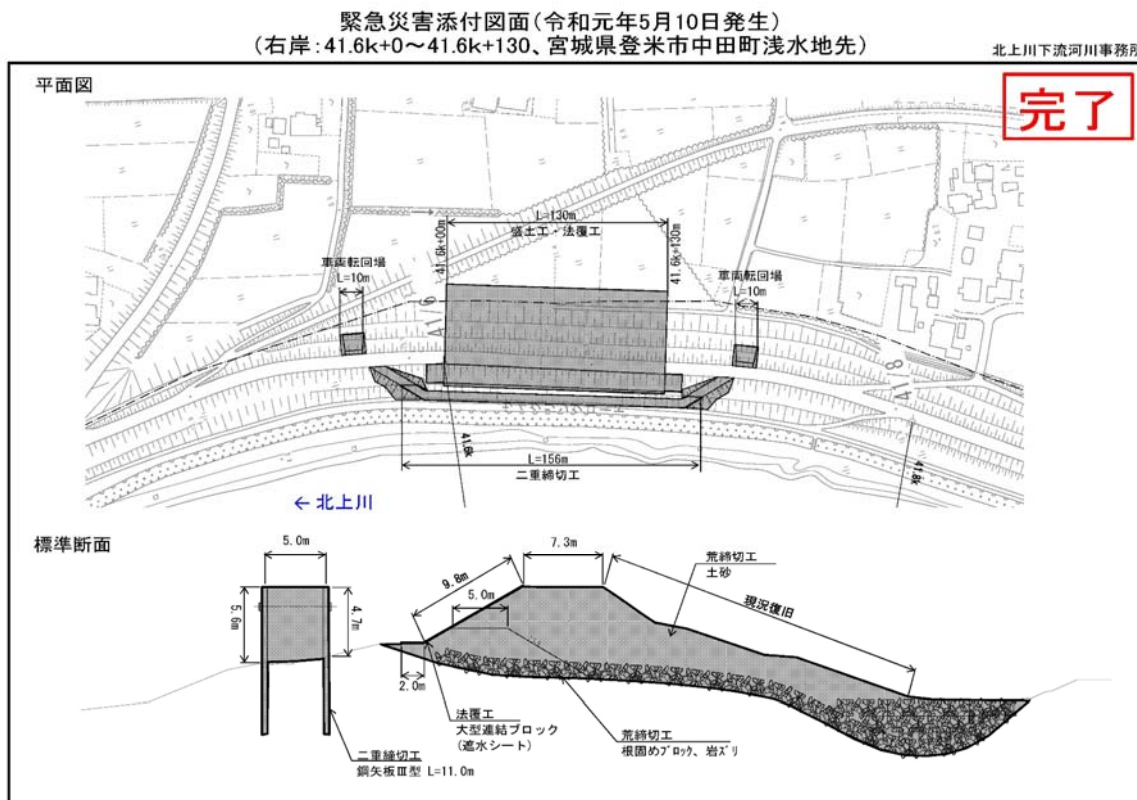 緊急災害添付図面(令和元年5月10日発生)
(右岸:41.6k+0~41.6k+130、宮城県登米市中田町浅水地先)
北上川下流河川事務所
平面図
完了
L=130m
盛土工・法覆工
41.6k+00m
41.6k+130m
車両転回場
L=10m
車両転回場
L=10m
41.6k
41.8k
L=156m
二重締切工
← 北上川
標準断面
5.0m
5.6m
4.7m
二重締切工
鋼矢板Ⅲ型 L=11.0m
9.8m
7.3m
5.0m
2.0m
現況復旧
荒締切工
土砂
法覆工
大型連結ブロック
(遮水シート)
荒締切工
根固めブロック、岩ズリ